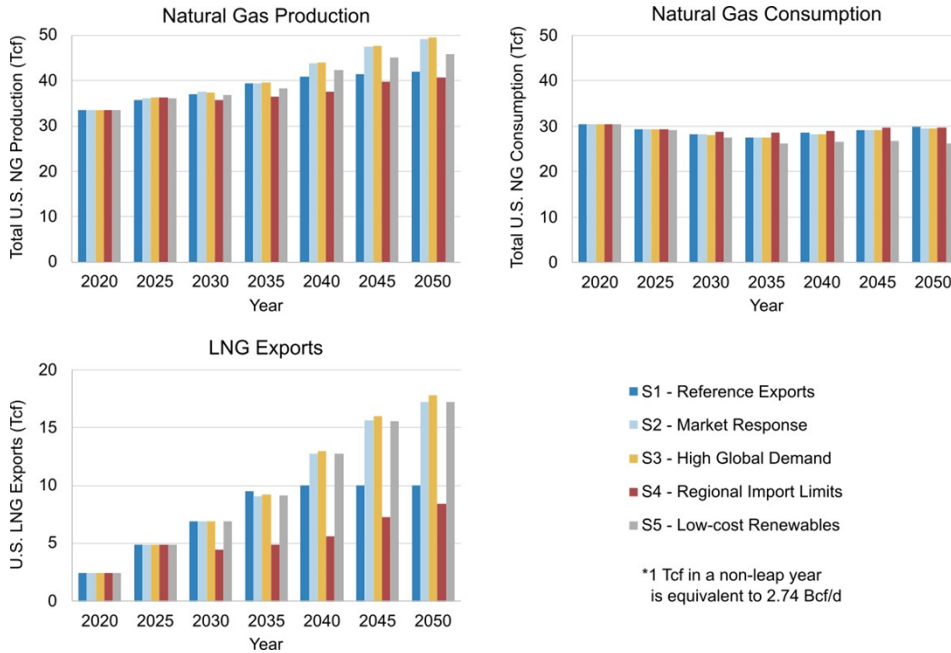 Natural Gas Production
Total U.S. NG Production (Tcf)
50
40
30
20
10
0
2020 2025 2030 2035 2040 2045 2050
Year
Natural Gas Consumption
Total U.S. NG Consumption (Tcf)
50
40
30
20
10
0
2020 2025 2030 2035 2040 2045 2050
Year
LNG Exports
U.S. LNG Exports (Tcf)
20
15
10
5
0
2020 2025 2030 2035 2040 2045 2050
Year
S1 - Reference Exports
S2 - Market Response
S3 - High Global Demand
S4 - Regional Import Limits
S5 - Low-cost Renewables
*1 Tcf in a non-leap year
is equivalent to 2.74 Bcf/d